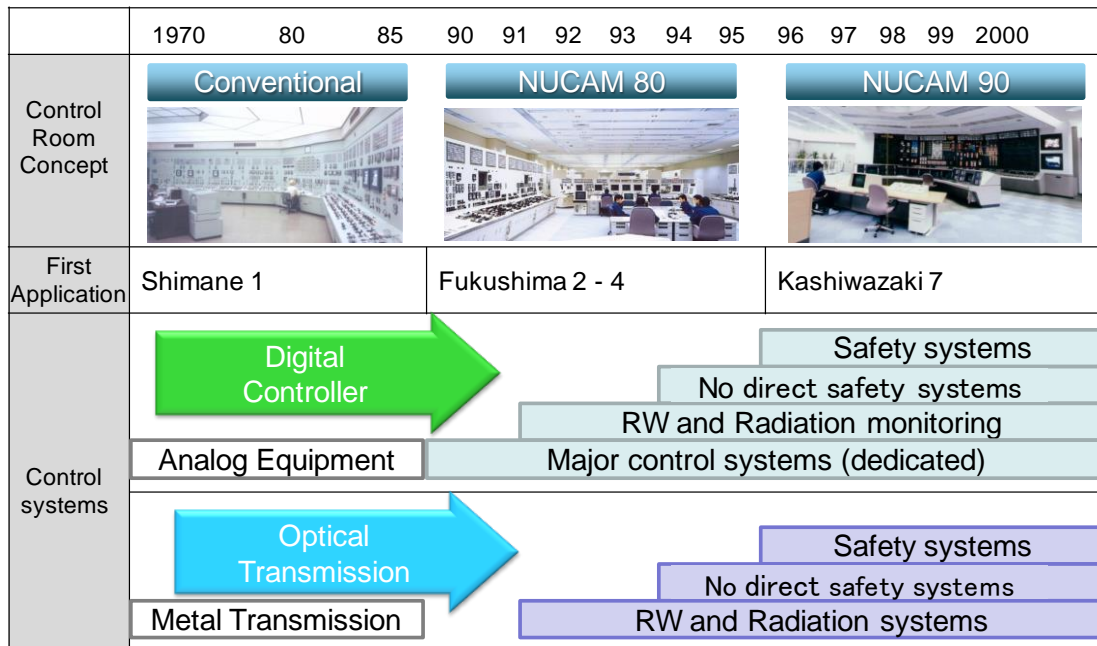 1970 80 85 90 91 92 93 94 95 96 97 98 99 2000
Control
Room
Concept
Conventional
NUCAM 80
NUCAM 90
First
Application
Shimane 1
Fukushima 2 - 4
Kashiwazaki 7
Control
systems
Digital
Controller
Safety systems
No direct safety systems
RW and Radiation monitoring
Analog Equipment
Major control systems (dedicated)
Optical
Transmission
Safety systems
No direct safety systems
Metal Transmission
RW and Radiation systems